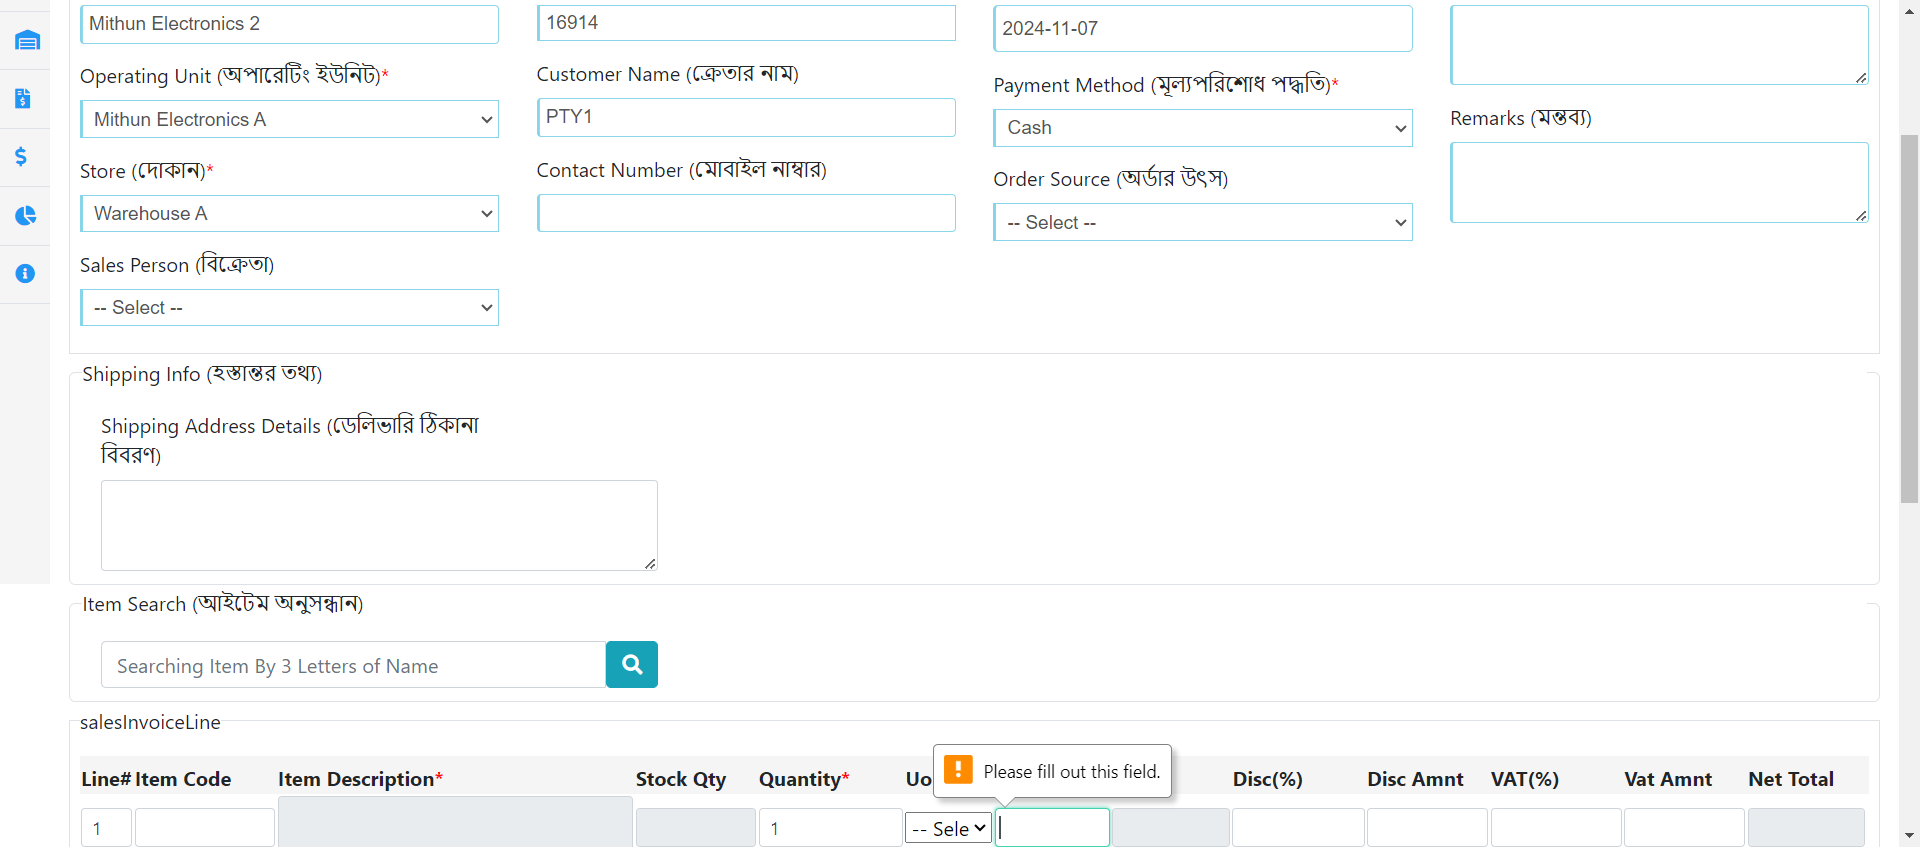 Mithun Electronics 2
Operating Unit (অপারেটিং ইউনিট)*
Mithun Electronics A
Store (দোকান)*
Warehouse A
Sales Person (বিক্রেতা)
-- Select --
16914
Customer Name (ক্রেতার নাম)
PTY1
Contact Number (মোবাইল নাম্বার)
2024-11-07
Payment Method (মূল্যপরিশোধ পদ্ধতি)*
Cash
Order Source (অর্ডার উৎস)
-- Select --
Remarks (মন্তব্য)
Shipping Info (হস্তান্তর তথ্য)
Shipping Address Details (ডেলিভারি ঠিকানা
বিবরণ)
Item Search (আইটেম অনুসন্ধান)
Searching Item By 3 Letters of Name
salesInvoiceLine
Please fill out this field.
Line# Item Code Item Description* Stock Qty Quantity* Uo Disc(%) Disc Amnt VAT(%) Vat Amnt Net Total
1 1 -- Sele